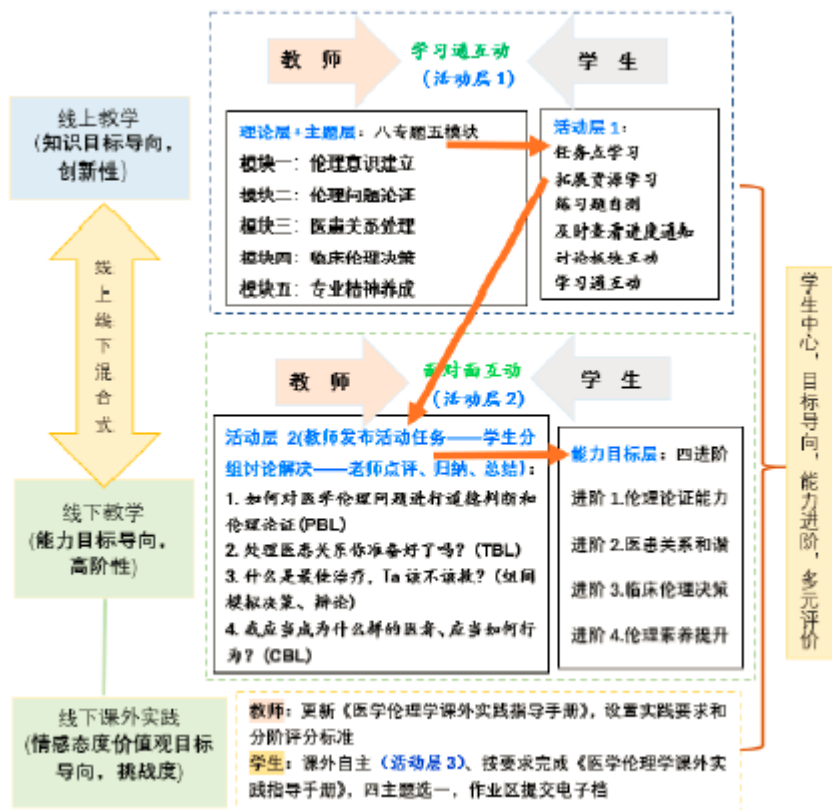 教 师
学习通互动
(活动层1)
学 生
线上教学
(知识目标导向，
创新性)
理论层+主题层：八专题五模块
模块一：伦理意识建立
模块二：伦理问题论证
模块三：医患关系处理
模块四：临床伦理决策
模块五：专业精神养成
活动层1：
任务点学习
拓展资源学习
练习题自测
及时查看进度通知
讨论板块互动
学习通互动
线上线下混合式
教 师
面对面互动
(活动层2)
学 生
活动层 2(教师发布活动任务——学生分
组讨论解决——老师点评、归纳、总结)：
1. 如何对医学伦理问题进行道德判断和
伦理论证(PBL)
2. 处理医患关系你准备好了吗？(TBL)
3. 什么是最佳治疗，Ta 该不该救？(组间
模拟决策、辩论)
4. 我应当成为什么样的医者、应当如何行
为？(CBL)
能力目标层：四进阶
进阶 1.伦理论证能力
进阶 2.医患关系和谐
进阶 3.临床伦理决策
进阶 4.伦理素养提升
线下教学
(能力目标导向，
高阶性)
学生中心，目标导向，能力进阶，多元评价
线下课外实践
(情感态度价值观目标
导向，挑战度)
教师：更新《医学伦理学课外实践指导手册》，设置实践要求和
分阶评分标准
学生：课外自主（活动层3）、按要求完成《医学伦理学课外实
践指导手册》，四主题选一，作业区提交电子档